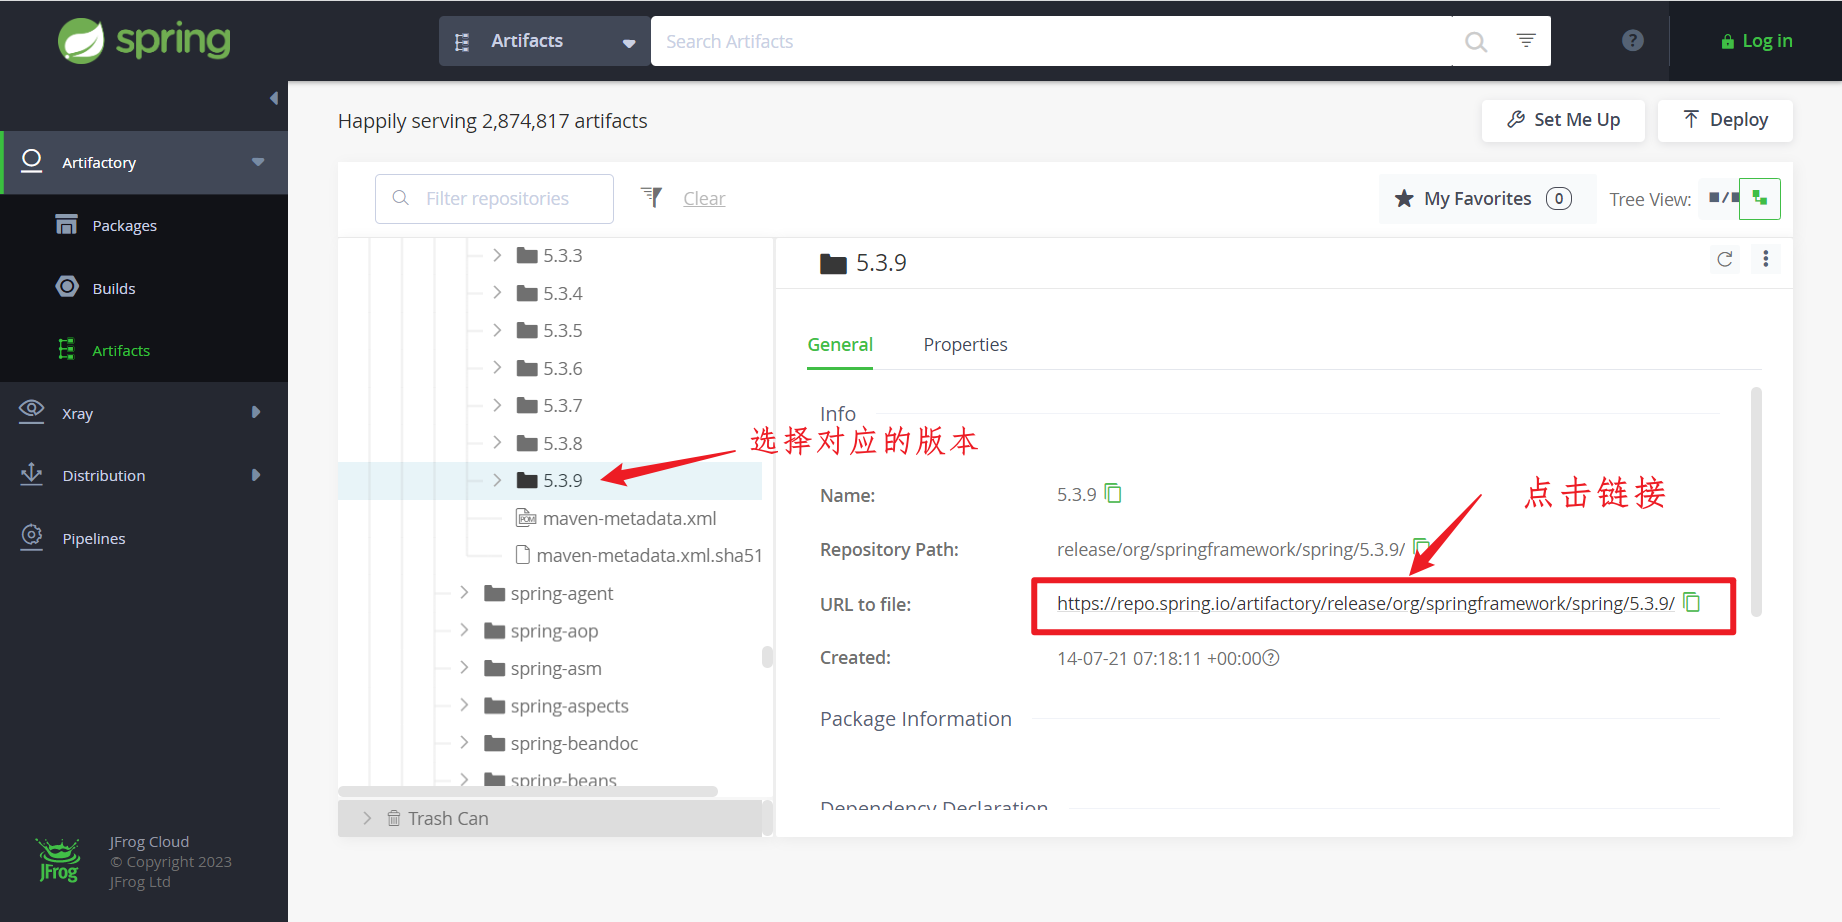 spring
Artifacts
Search Artifacts
?
Log in
Happily serving 2,874,817 artifacts
Set Me Up
Deploy
Artifactory
Packages
Builds
Artifacts
Xray
Distribution
Pipelines
Filter repositories
Clear
My Favorites 0
Tree View:
5.3.3
5.3.4
5.3.5
5.3.6
5.3.7
5.3.8
5.3.9
maven-metadata.xml
maven-metadata.xml.sha51
spring-agent
spring-aop
spring-asm
spring-aspects
spring-beandoc
spring-beans
Trash Can
5.3.9
General
Properties
Info
选择对应的版本
点击链接
Name:
5.3.9
Repository Path:
release/org/springframework/spring/5.3.9/
URL to file:
https://repo.spring.io/artifactory/release/org/springframework/spring/5.3.9/
Created:
14-07-21 07:18:11 +00:00?
Package Information
Dependency Declaration
JFrog
JFrog Cloud
© Copyright 2023
JFrog Ltd